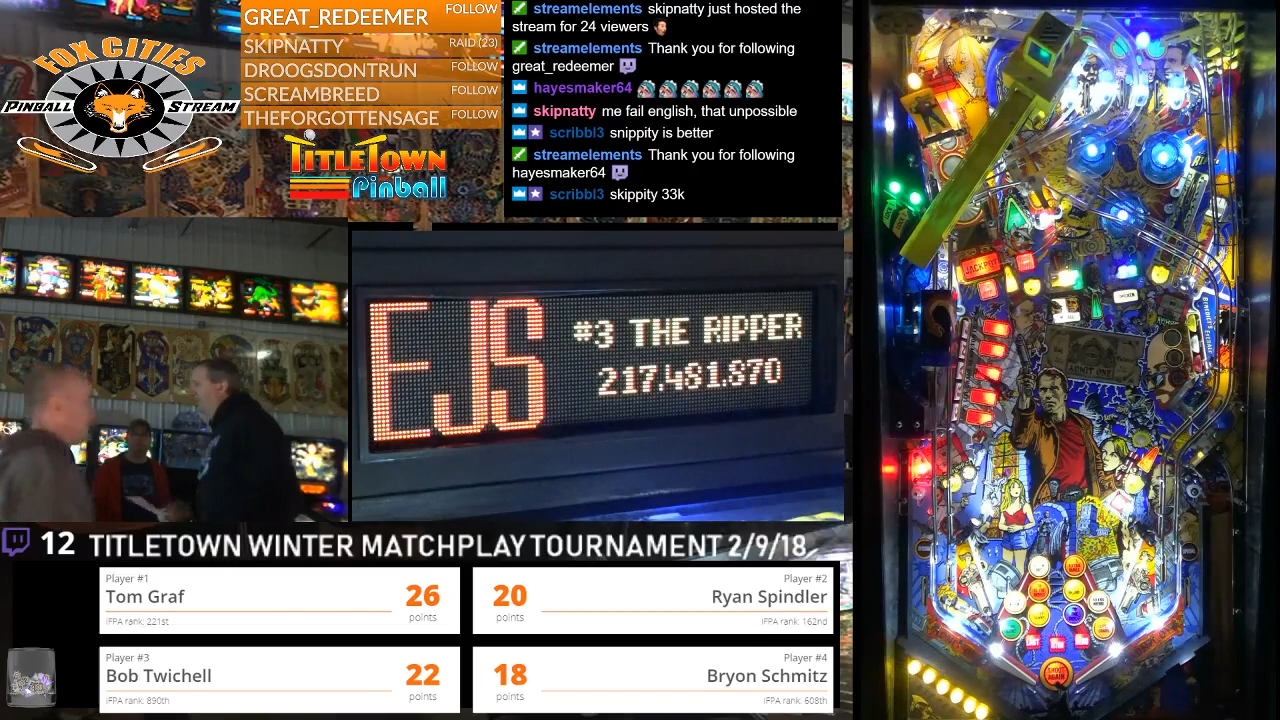 FOX CITIES
PINBALL STREAM
GREAT_REDEEMER FOLLOW
SKIPNATTY RAID (23)
DROOGSDONTRUN FOLLOW
SCREAMBREED FOLLOW
THEFORGOTTENSAGE FOLLOW
TITLETOWN
Pinball
streamelements skipnatty just hosted the
stream for 24 viewers
streamelements Thank you for following
great_redeemer
hayesmaker64
skipnatty me fail english, that unpossible
scribbl3 snippity is better
streamelements Thank you for following
hayesmaker64
scribbl3 skippity 33k
EJS
#3 THE RIPPER
217,481,870
JACKPOT
ADMIT ONE
12 TITLETOWN WINTER MATCHPLAY TOURNAMENT 2/9/18
Player #1
Tom Graf
IFPA rank: 221st
26
points
20
points
Player #2
Ryan Spindler
IFPA rank: 162nd
Player #3
Bob Twichell
IFPA rank: 890th
22
points
18
points
Player #4
Bryon Schmitz
IFPA rank: 608th